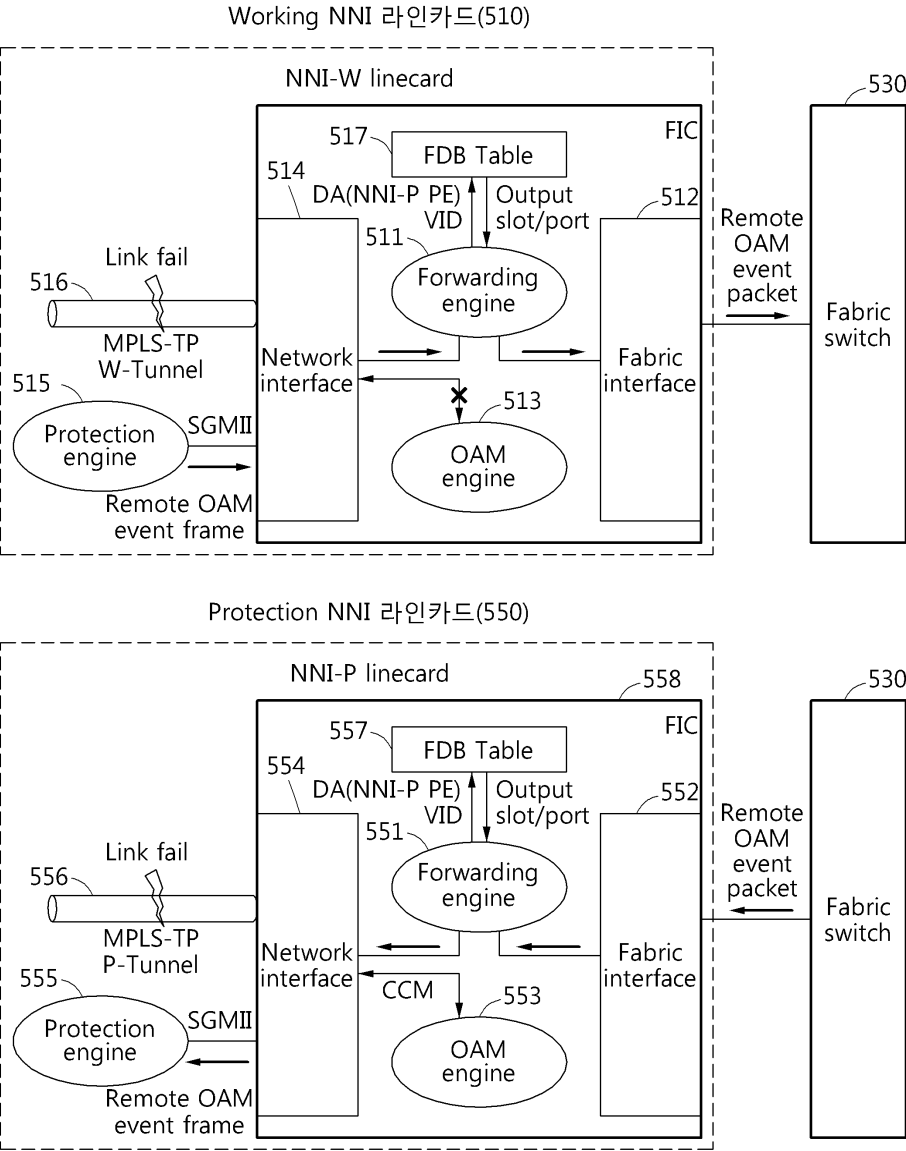 Working NNI 라인카드(510)
530
NNI-W linecard
FIC
517
FDB Table
514
DA(NNI-P PE)
VID
Output
slot/port
512
511
Remote
OAM
event
packet
Link fail
516
Forwarding
engine
Fabric
switch
MPLS-TP
W-Tunnel
Network
interface
Fabric
interface
515
513
SGMII
Protection
engine
OAM
engine
Remote OAM
event frame
Protection NNI 라인카드(550)
NNI-P linecard
558
530
FIC
557
FDB Table
554
DA(NNI-P PE)
VID
Output
slot/port
552
551
Remote
OAM
event
packet
Link fail
556
Forwarding
engine
Fabric
switch
MPLS-TP
P-Tunnel
Network
interface
Fabric
interface
555
CCM
553
SGMII
Protection
engine
OAM
engine
Remote OAM
event frame